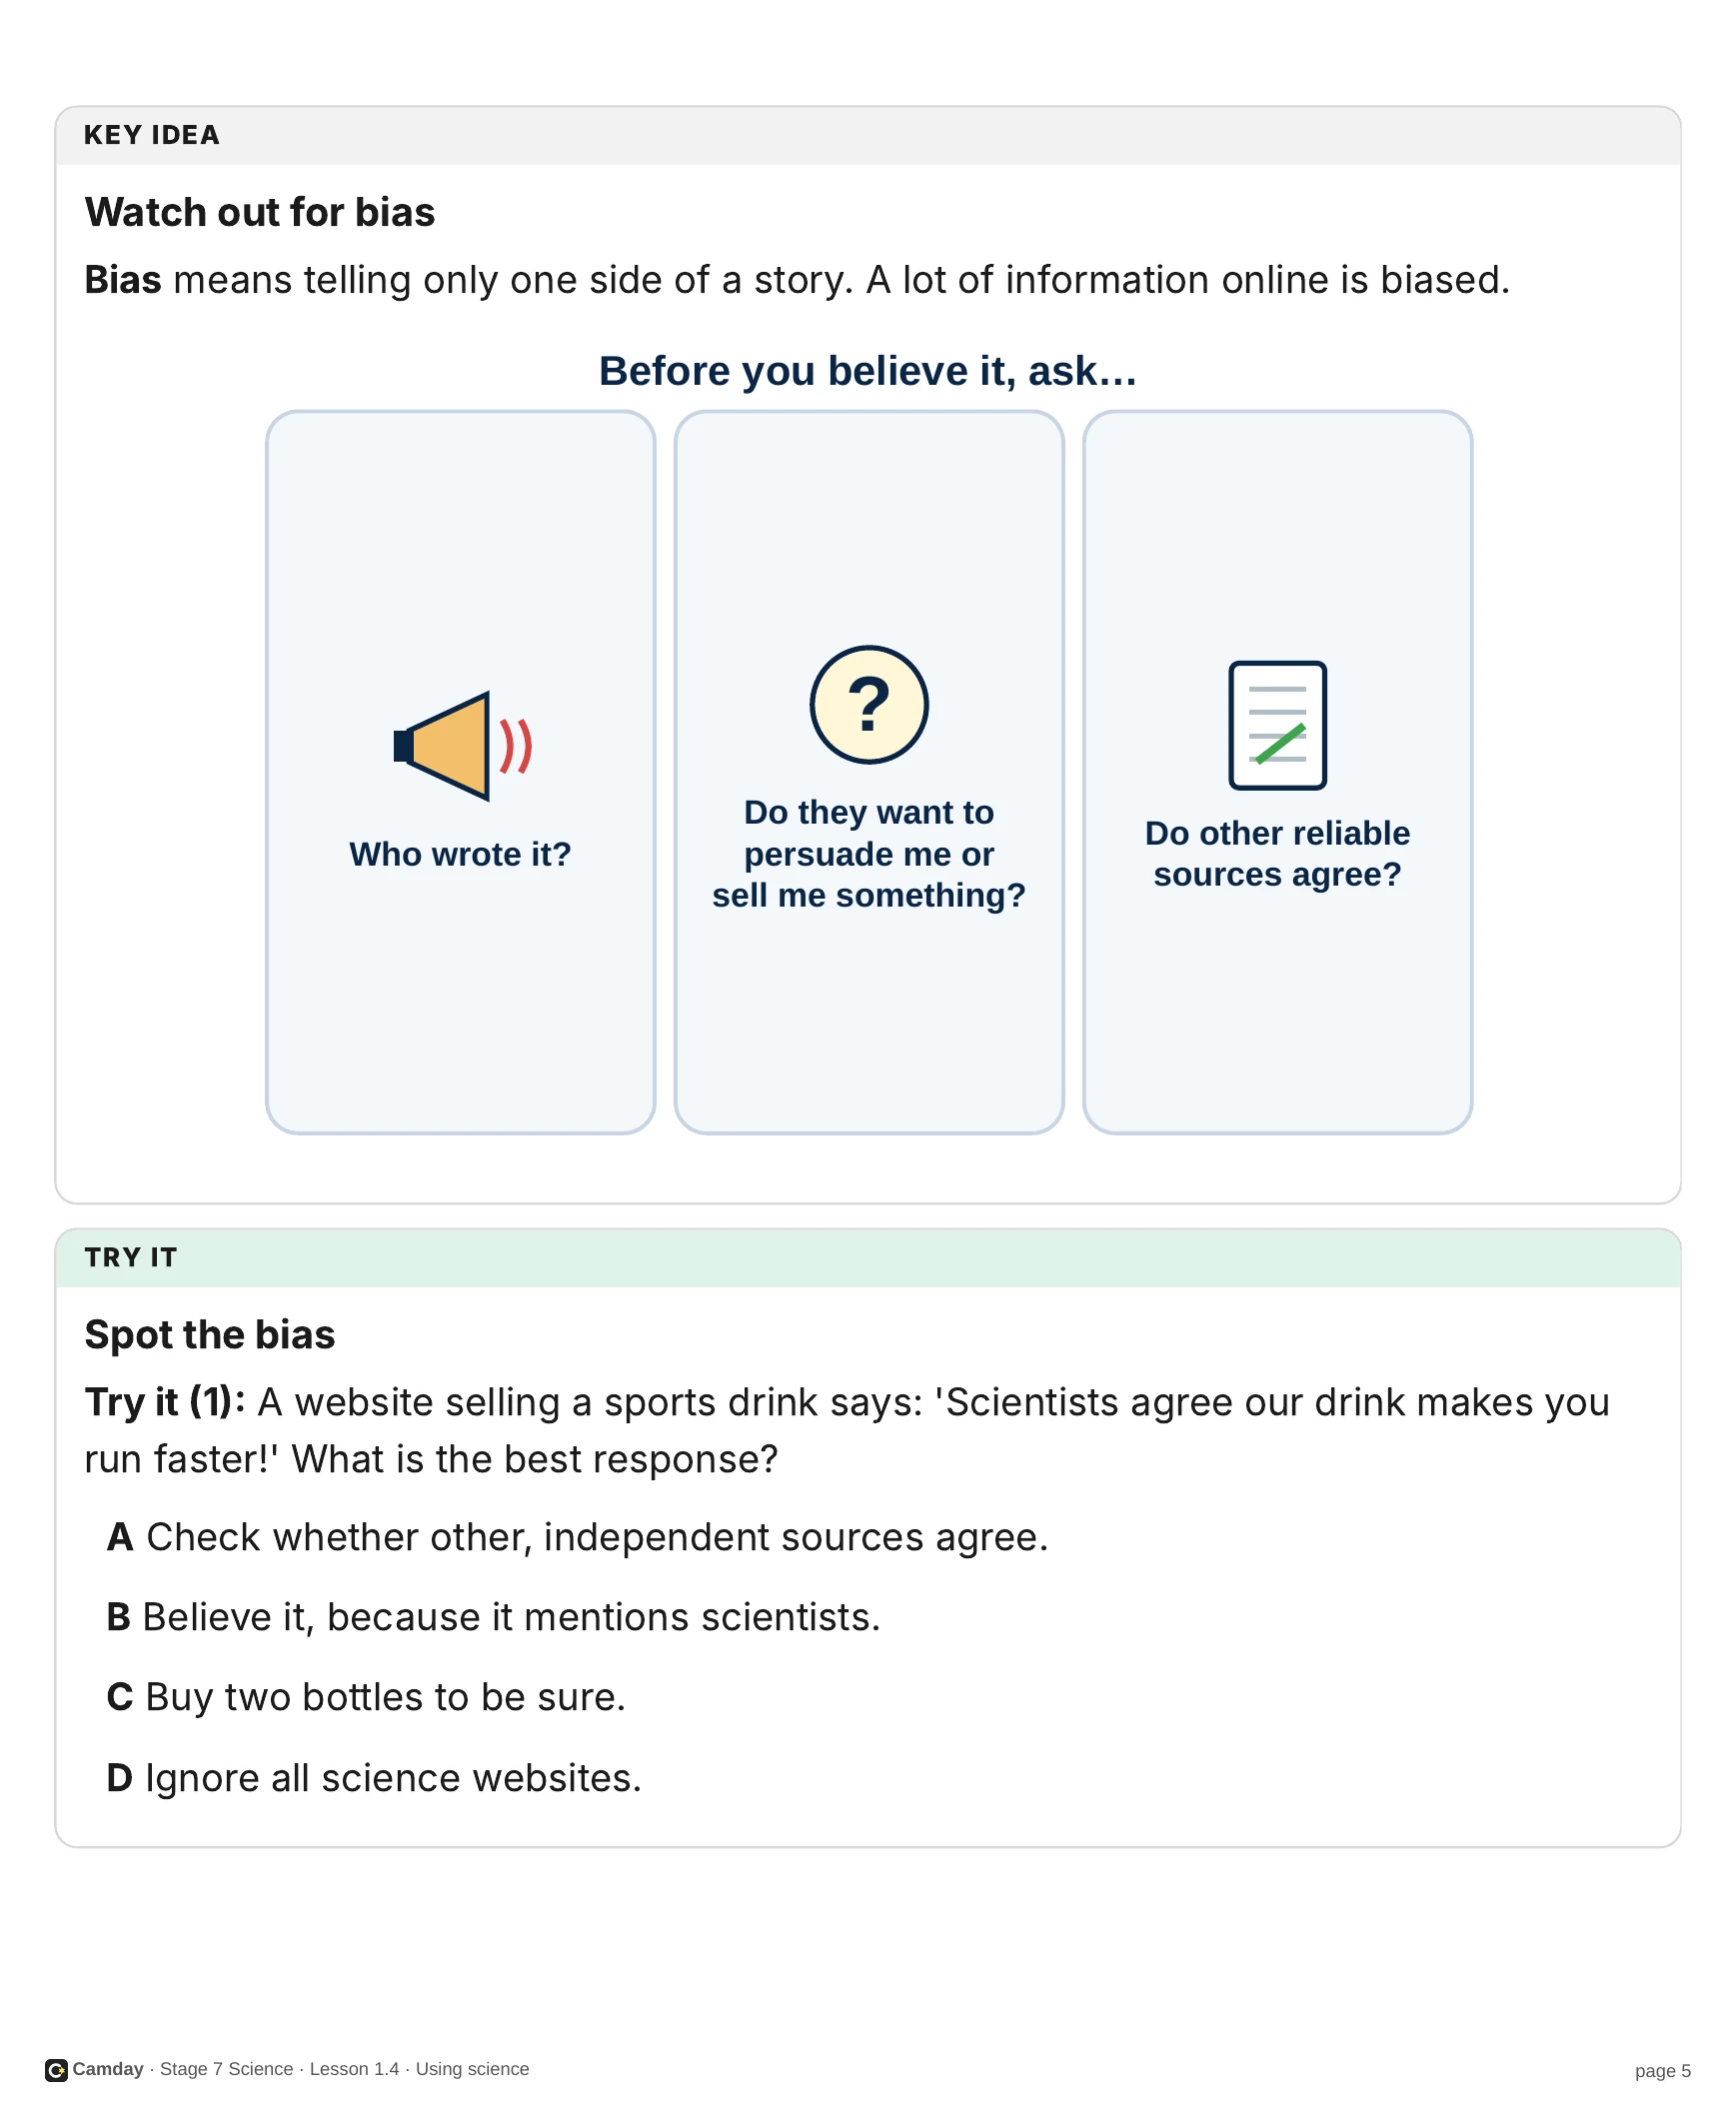 KEY IDEA
Watch out for bias
Bias means telling only one side of a story. A lot of information online is biased.
Before you believe it, ask...
Who wrote it?
?
Do they want to
persuade me or
sell me something?
Do other reliable
sources agree?
TRY IT
Spot the bias
Try it (1): A website selling a sports drink says: 'Scientists agree our drink makes you
run faster!' What is the best response?
A Check whether other, independent sources agree.
B Believe it, because it mentions scientists.
C Buy two bottles to be sure.
D Ignore all science websites.
Camday · Stage 7 Science · Lesson 1.4 · Using science
page 5